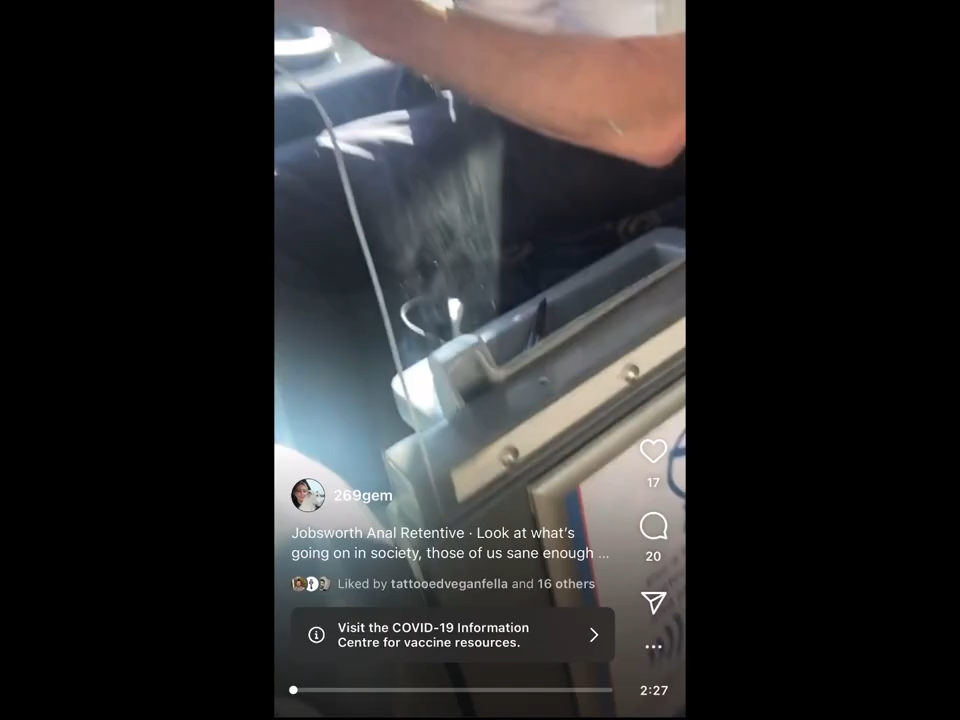 269gem
Jobsworth Anal Retentive · Look at what's
going on in society, those of us sane enough ...
Liked by tattooedveganfella and 16 others
Visit the COVID-19 Information
Centre for vaccine resources.
17
20
2:27